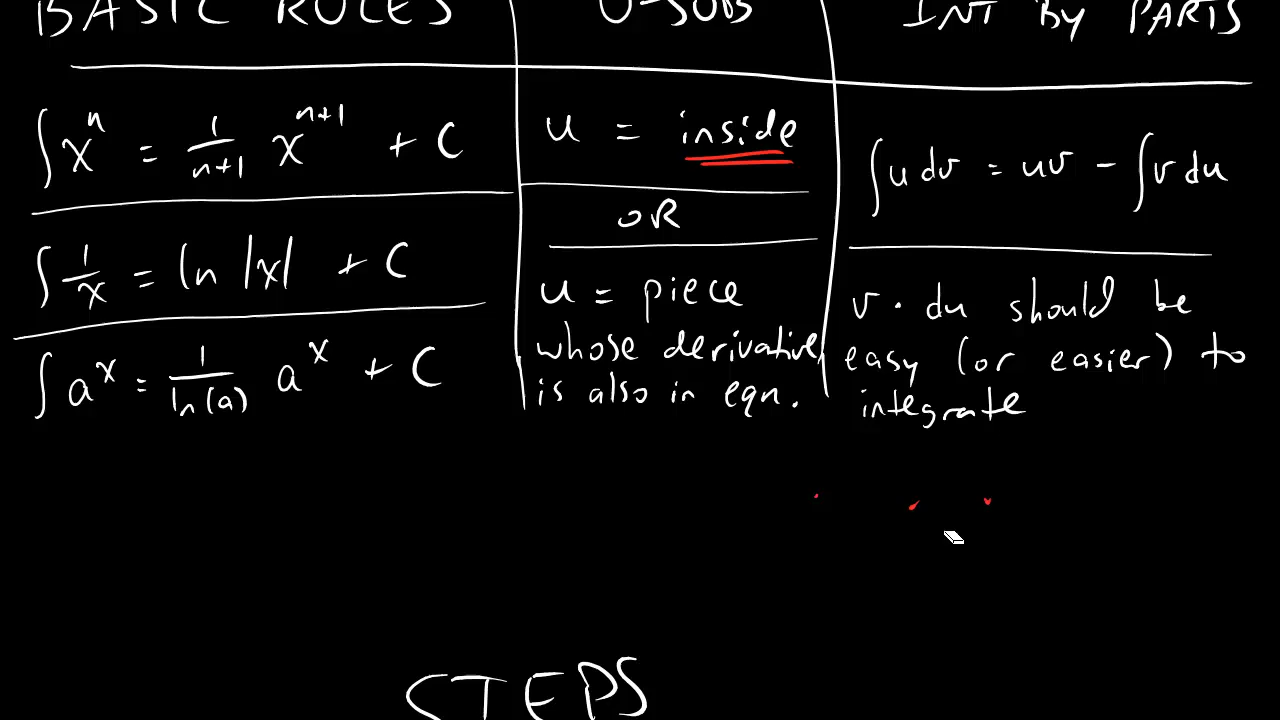 BASIC RULES
U-SUBS
INT BY PARTS
∫xⁿ = 1/(n+1) xⁿ⁺¹ + C
∫1/x = ln|x| + C
∫aˣ = 1/ln(a) aˣ + C
u = inside
OR
u = piece
whose derivative
is also in eqn.
∫u dv = uv - ∫v du
v · du should be
easy (or easier) to
integrate
STEPS